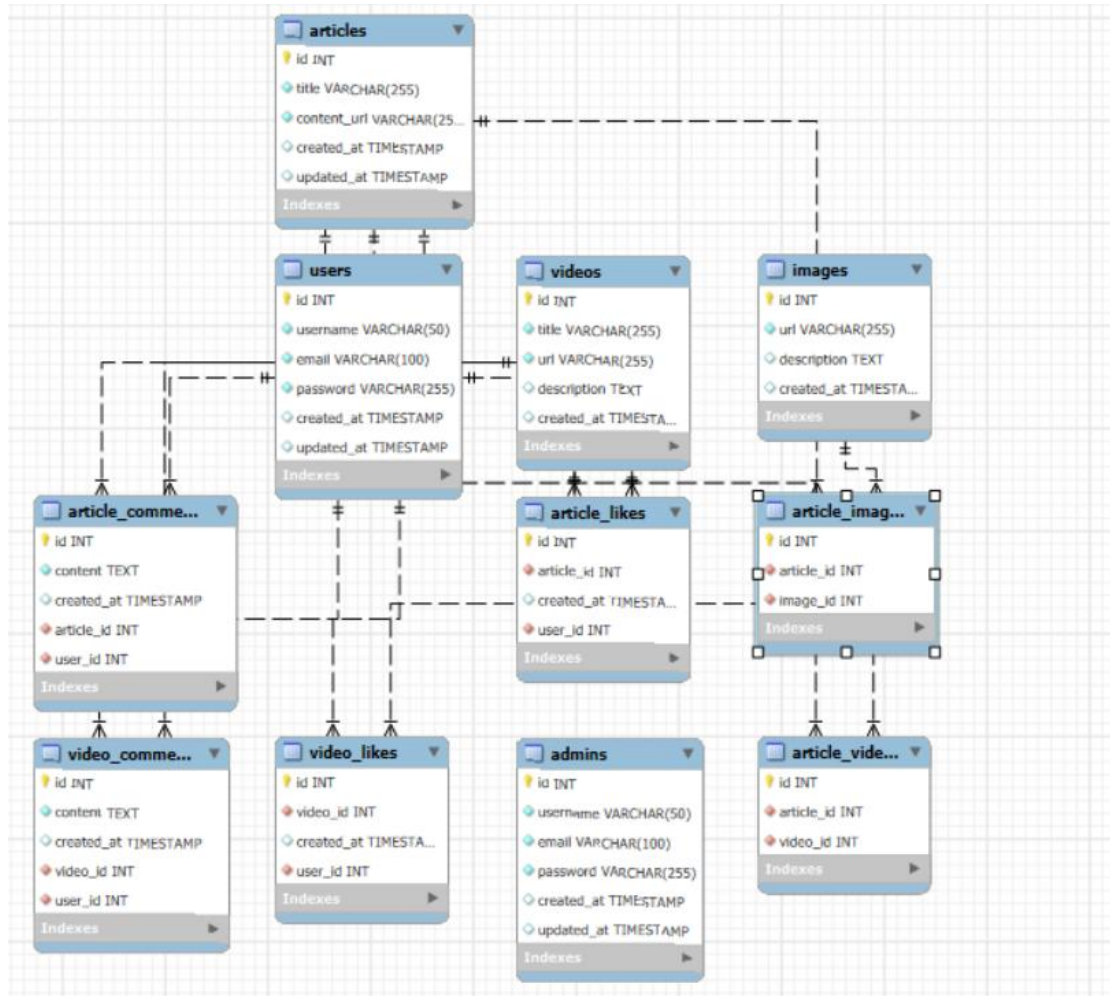 articles
id INT
title VARCHAR(255)
content_url VARCHAR(25...
created_at TIMESTAMP
updated_at TIMESTAMP
Indexes
users
id INT
username VARCHAR(50)
email VARCHAR(100)
password VARCHAR(255)
created_at TIMESTAMP
updated_at TIMESTAMP
Indexes
videos
id INT
title VARCHAR(255)
url VARCHAR(255)
description TEXT
created_at TIMESTA...
Indexes
images
id INT
url VARCHAR(255)
description TEXT
created_at TIMESTA...
Indexes
article_comme...
id INT
content TEXT
created_at TIMESTAMP
article_id INT
user_id INT
Indexes
article_likes
id INT
article_id INT
created_at TIMESTA...
user_id INT
Indexes
article_imag...
id INT
article_id INT
image_id INT
Indexes
video_comme...
id INT
content TEXT
created_at TIMESTAMP
video_id INT
user_id INT
Indexes
video_likes
id INT
video_id INT
created_at TIMESTA...
user_id INT
Indexes
admins
id INT
username VARCHAR(50)
email VARCHAR(100)
password VARCHAR(255)
created_at TIMESTAMP
updated_at TIMESTAMP
Indexes
article_vide...
id INT
article_id INT
video_id INT
Indexes